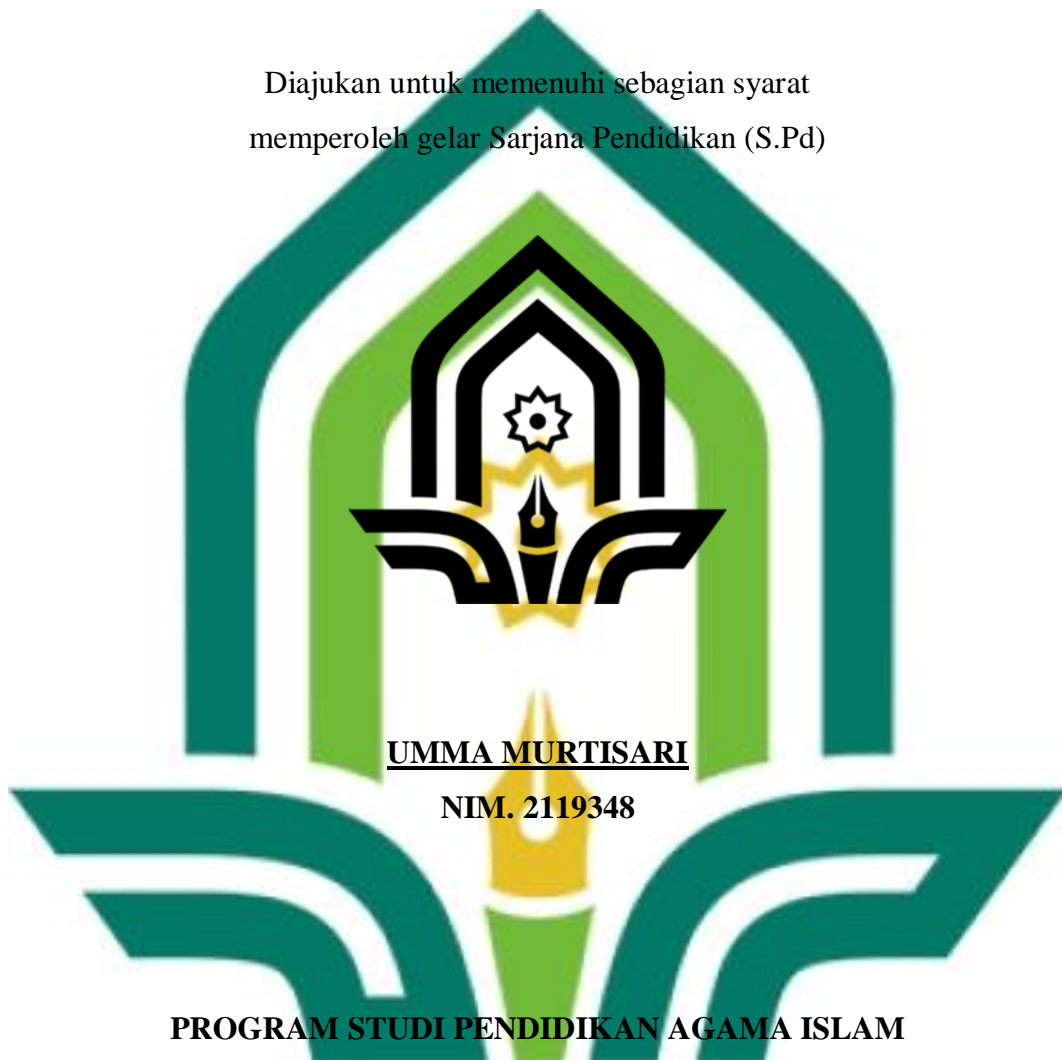 Diajukan untuk memenuhi sebagian syarat
memperoleh gelar Sarjana Pendidikan (S.Pd)
UMMA MURTISARI
NIM. 2119348
PROGRAM STUDI PENDIDIKAN AGAMA ISLAM